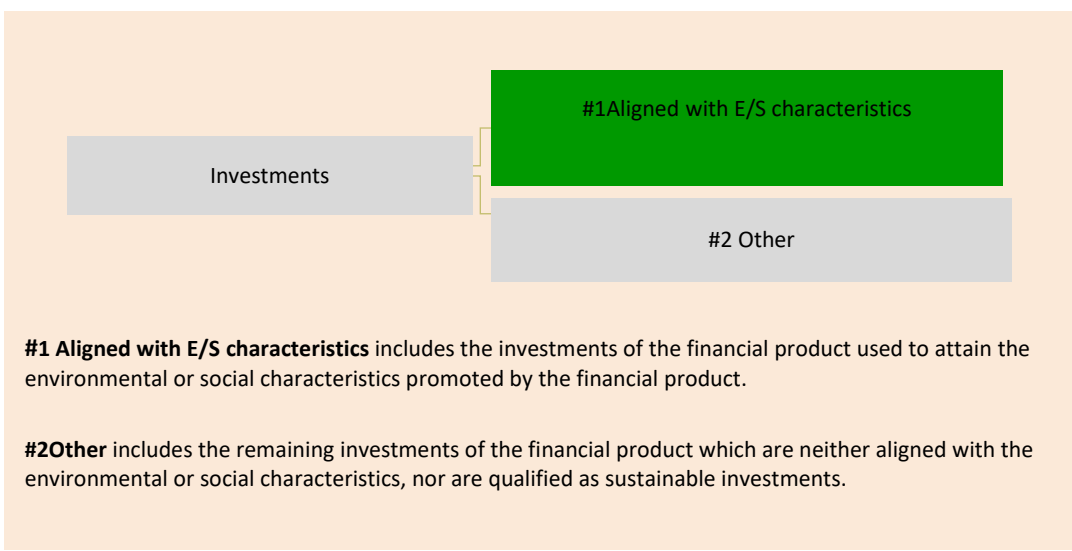 #1Aligned with E/S characteristics
Investments
#2 Other
#1 Aligned with E/S characteristics includes the investments of the financial product used to attain the
environmental or social characteristics promoted by the financial product.
#2Other includes the remaining investments of the financial product which are neither aligned with the
environmental or social characteristics, nor are qualified as sustainable investments.